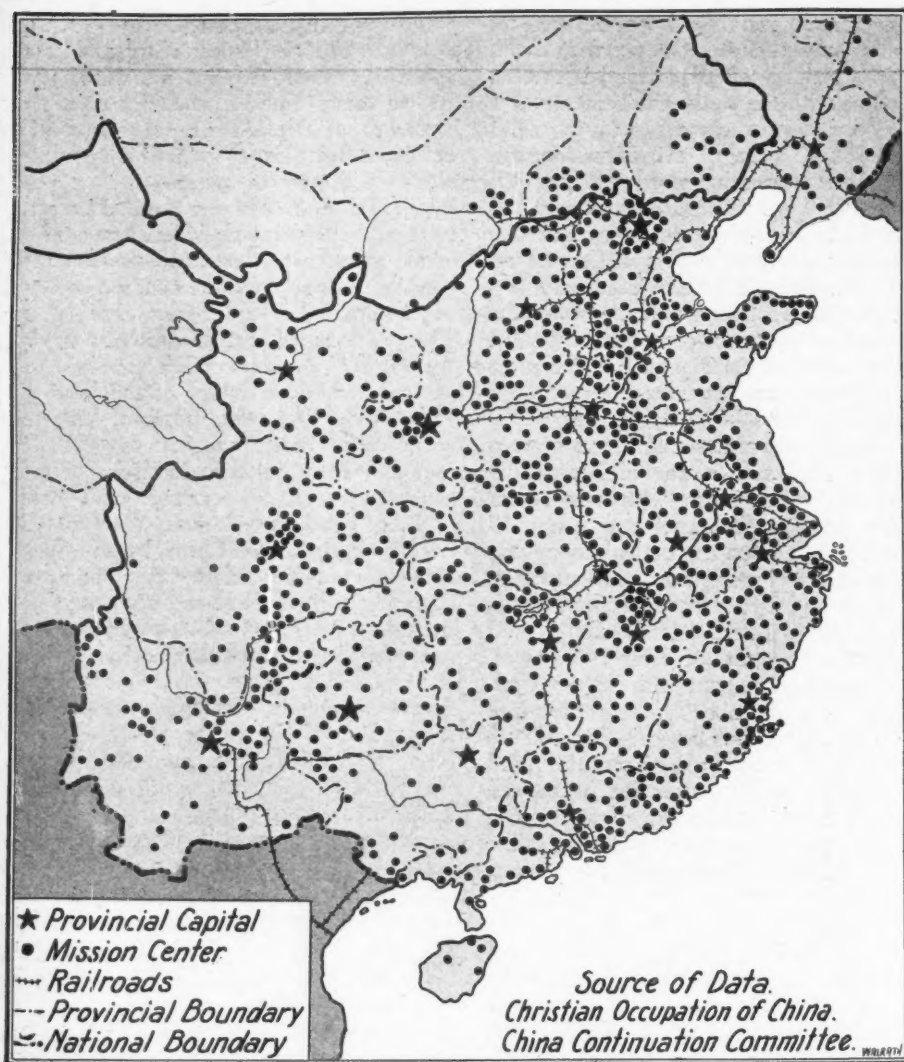 Provincial Capital
Mission Center
Railroads
Provincial Boundary
National Boundary
Source of Data.
Christian Occupation of China.
China Continuation Committee.
WALRATH